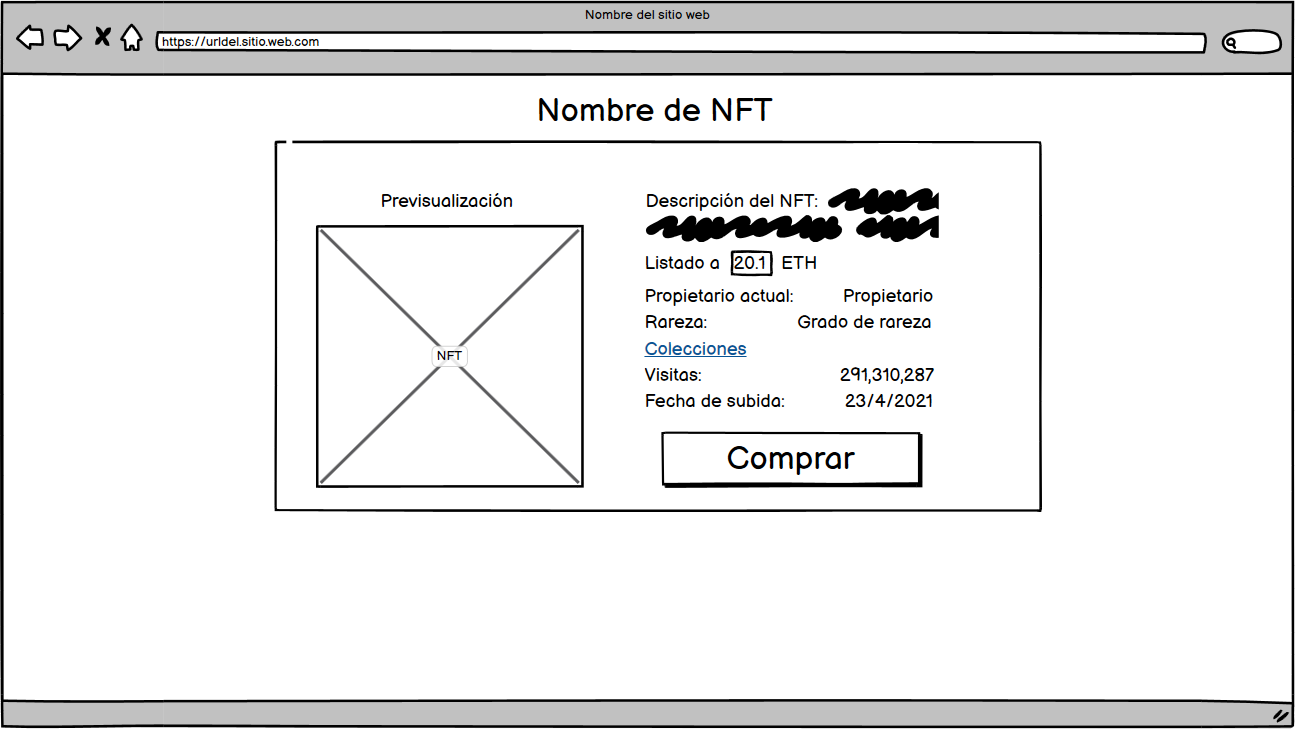 Nombre del sitio web
https://urldel.sitio.web.com
Nombre de NFT
Previsualización
NFT
Descripción del NFT:
Listado a 20.1 ETH
Propietario actual: Propietario
Rareza: Grado de rareza
Colecciones
Visitas: 291,310,287
Fecha de subida: 23/4/2021
Comprar